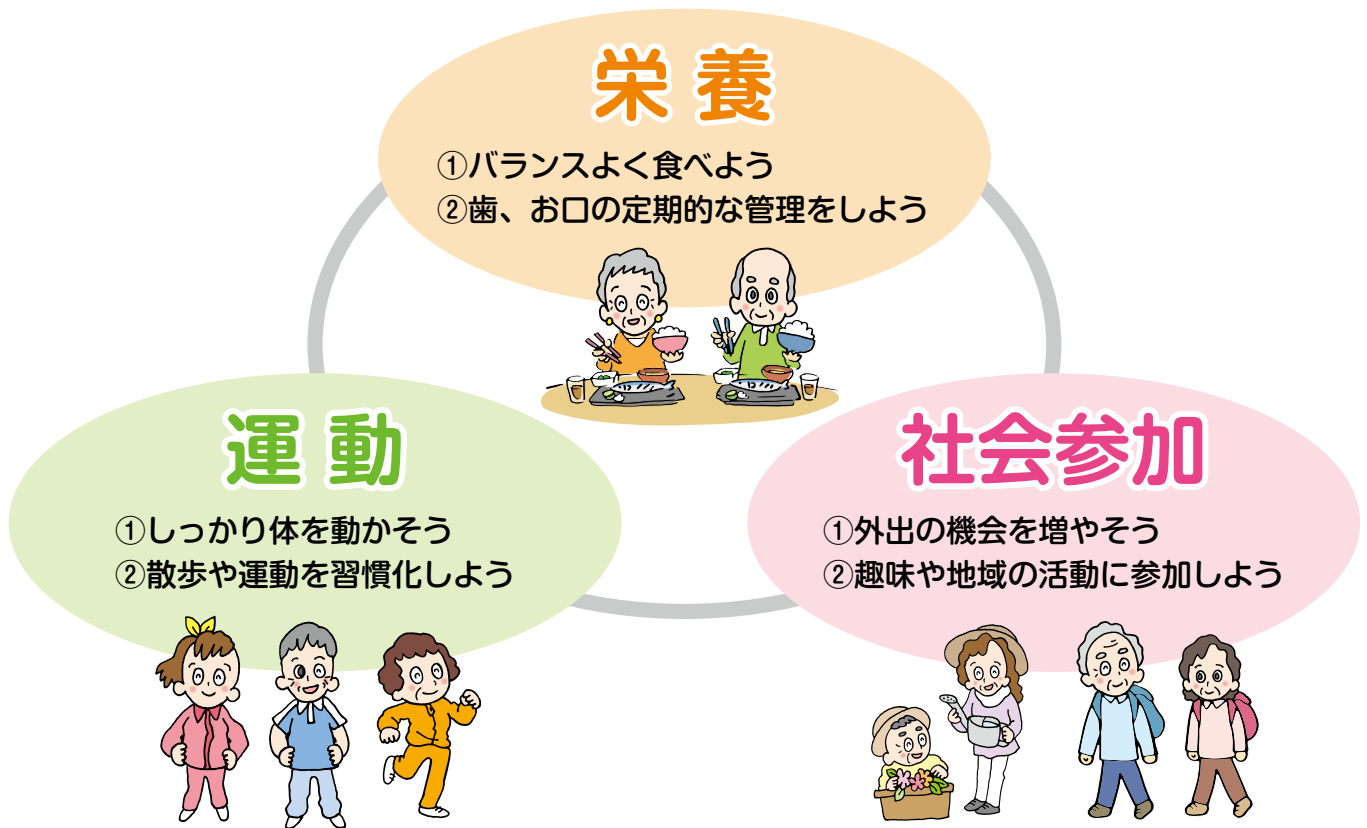 栄養
①バランスよく食べよう
②歯、お口の定期的な管理をしよう
運動
①しっかり体を動かそう
②散歩や運動を習慣化しよう
社会参加
①外出の機会を増やそう
②趣味や地域の活動に参加しよう